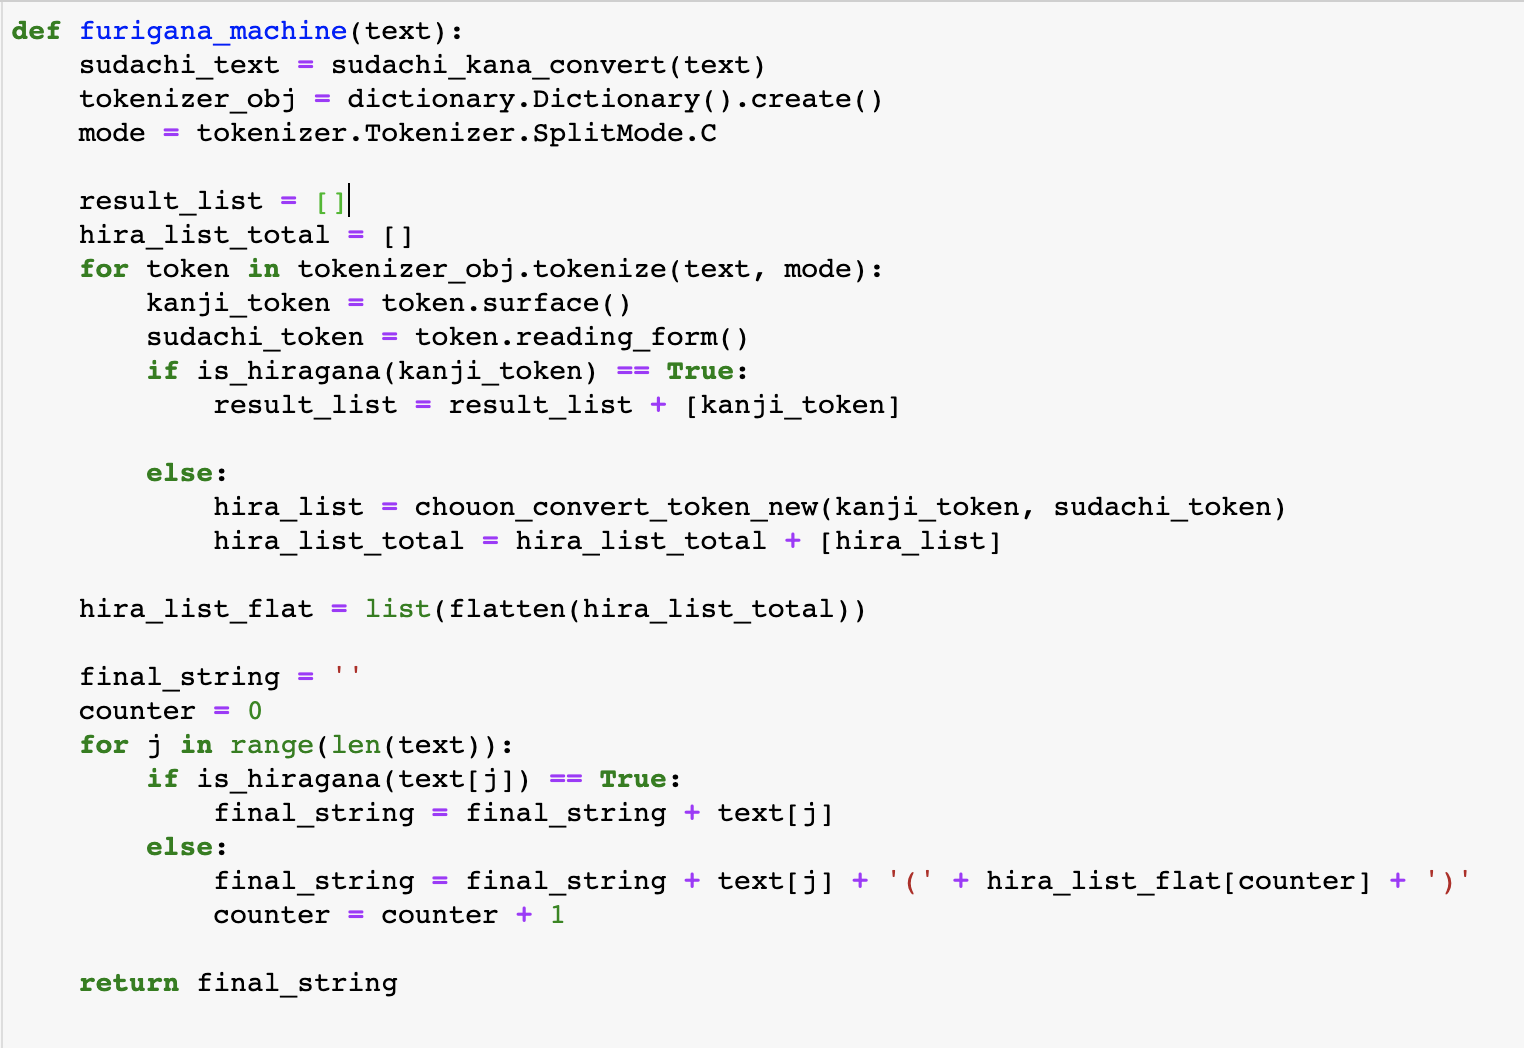 def furigana_machine(text):
    sudachi_text = sudachi_kana_convert(text)
    tokenizer_obj = dictionary.Dictionary().create()
    mode = tokenizer.Tokenizer.SplitMode.C

    result_list = []
    hira_list_total = []
    for token in tokenizer_obj.tokenize(text, mode):
        kanji_token = token.surface()
        sudachi_token = token.reading_form()
        if is_hiragana(kanji_token) == True:
            result_list = result_list + [kanji_token]

        else:
            hira_list = chouon_convert_token_new(kanji_token, sudachi_token)
            hira_list_total = hira_list_total + [hira_list]

    hira_list_flat = list(flatten(hira_list_total))

    final_string = ''
    counter = 0
    for j in range(len(text)):
        if is_hiragana(text[j]) == True:
            final_string = final_string + text[j]
        else:
            final_string = final_string + text[j] + '(' + hira_list_flat[counter] + ')'
            counter = counter + 1

    return final_string